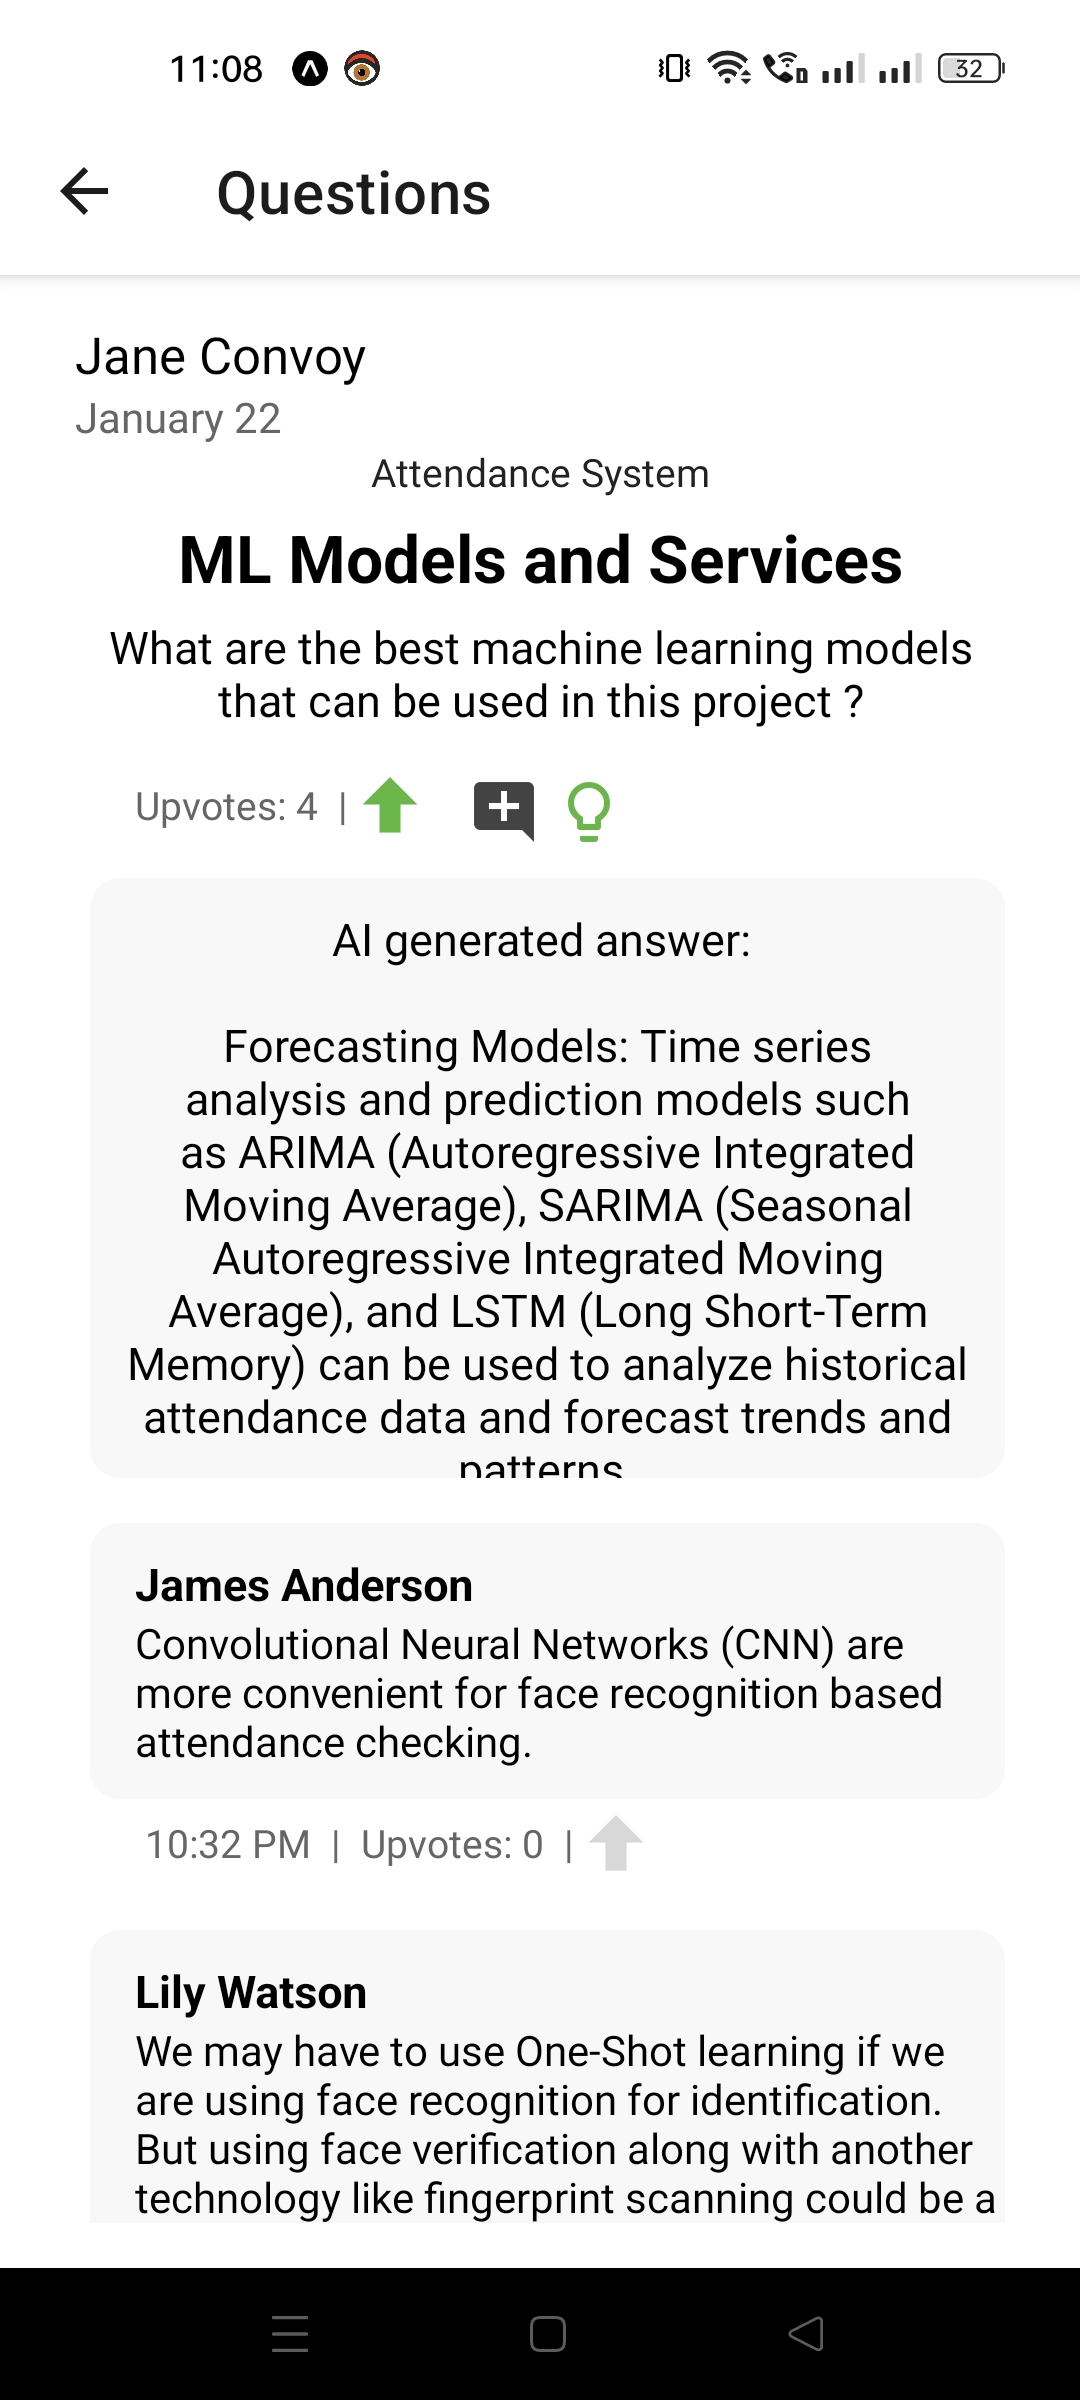 11:08
32
Questions
Jane Convoy
January 22
Attendance System
ML Models and Services
What are the best machine learning models
that can be used in this project ?
Upvotes: 4 |
AI generated answer:
Forecasting Models: Time series
analysis and prediction models such
as ARIMA (Autoregressive Integrated
Moving Average), SARIMA (Seasonal
Autoregressive Integrated Moving
Average), and LSTM (Long Short-Term
Memory) can be used to analyze historical
attendance data and forecast trends and
patterns
James Anderson
Convolutional Neural Networks (CNN) are
more convenient for face recognition based
attendance checking.
10:32 PM | Upvotes: 0 |
Lily Watson
We may have to use One-Shot learning if we
are using face recognition for identification.
But using face verification along with another
technology like fingerprint scanning could be a